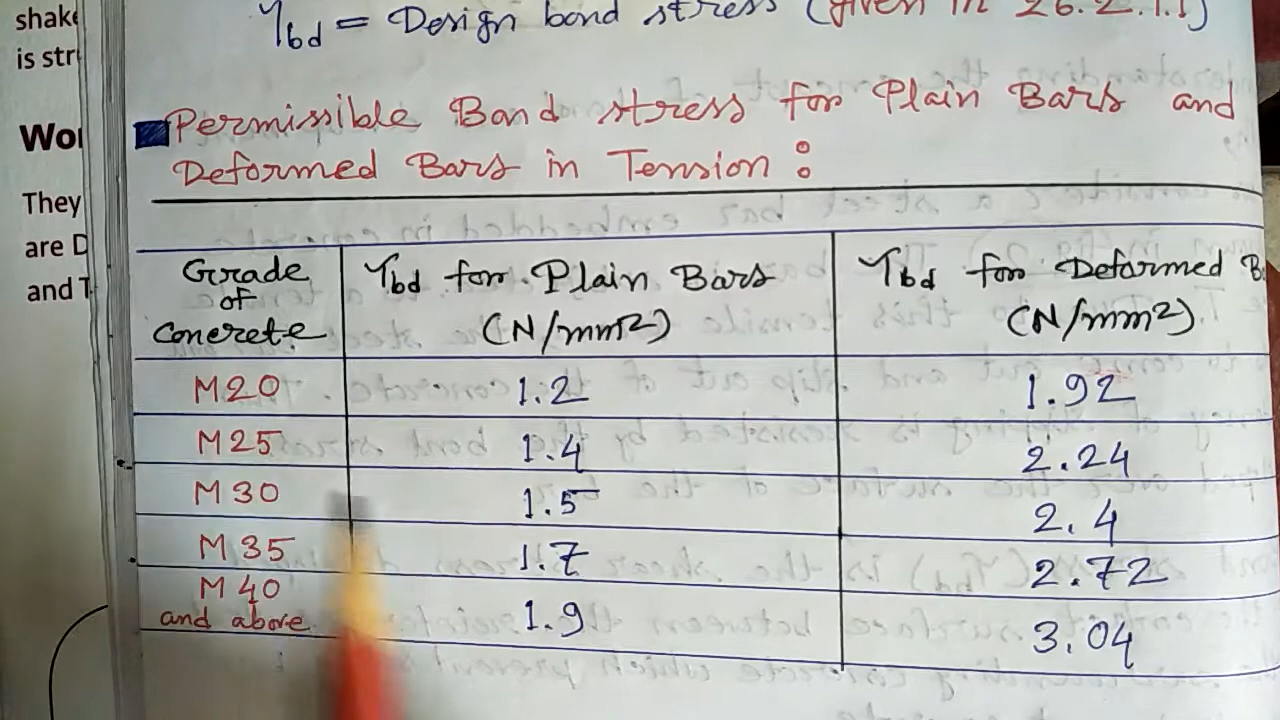 shake
is str
Wor
They
are D
and T
τbd = Design bond stress (given in 26.2.1.1)
Permissible Bond stress for Plain Bars and
Deformed Bars in Tension :
Grade of Concrete
τbd for Plain Bars (N/mm2)
τbd for Deformed B (N/mm2)
M20 1.2 1.92
M25 1.4 2.24
M30 1.5 2.4
M35 1.7 2.72
M40 and above 1.9 3.04